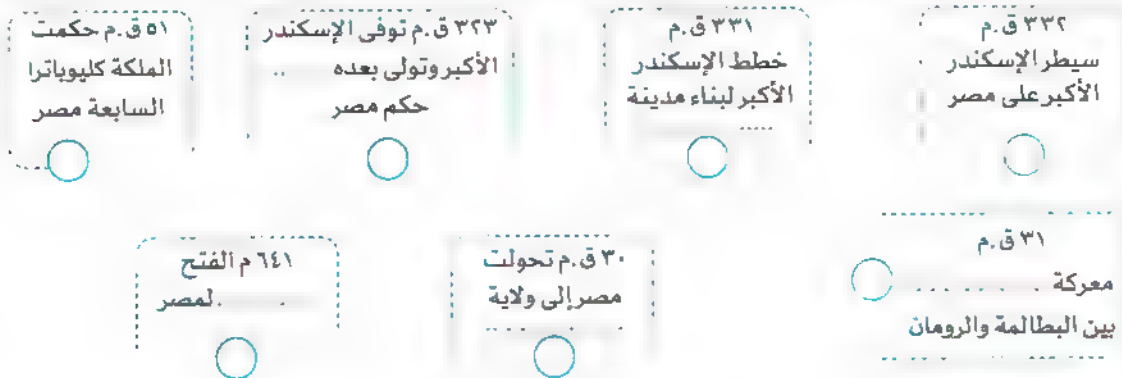 ٣٣٢ ق.م
سيطر الإسكندر
الأكبر على مصر
٣٣١ ق.م
خطط الإسكندر
الأكبر لبناء مدينة
.....
٣٢٣ ق.م توفى الإسكندر
الأكبر وتولى بعده ..
حكم مصر
٥١ ق.م حكمت
الملكة كليوباترا
السابعة مصر
٣١ ق.م
معركة . . . . . .
بين البطالمة والرومان
٣٠ ق.م تحولت
مصر إلى ولاية
٦٤١ م الفتح
. . لمصر